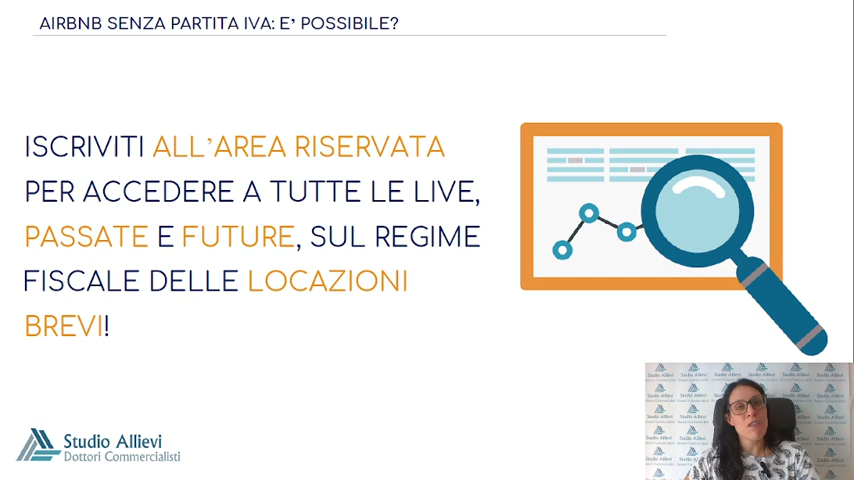 AIRBNB SENZA PARTITA IVA: E’ POSSIBILE?
ISCRIVITI ALL’AREA RISERVATA
PER ACCEDERE A TUTTE LE LIVE,
PASSATE E FUTURE, SUL REGIME
FISCALE DELLE LOCAZIONI
BREVI!
Studio Allievi
Dottori Commercialisti